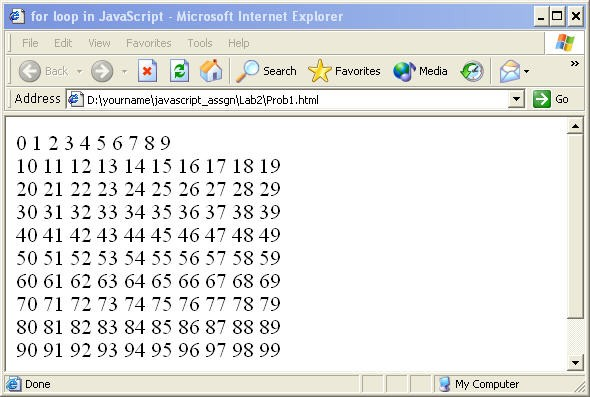 for loop in JavaScript - Microsoft Internet Explorer
File Edit View Favorites Tools Help
Back Search Favorites Media »
Address D:\yourname\javascript_assgn\Lab2\Prob1.html Go
0 1 2 3 4 5 6 7 8 9
10 11 12 13 14 15 16 17 18 19
20 21 22 23 24 25 26 27 28 29
30 31 32 33 34 35 36 37 38 39
40 41 42 43 44 45 46 47 48 49
50 51 52 53 54 55 56 57 58 59
60 61 62 63 64 65 66 67 68 69
70 71 72 73 74 75 76 77 78 79
80 81 82 83 84 85 86 87 88 89
90 91 92 93 94 95 96 97 98 99
Done My Computer